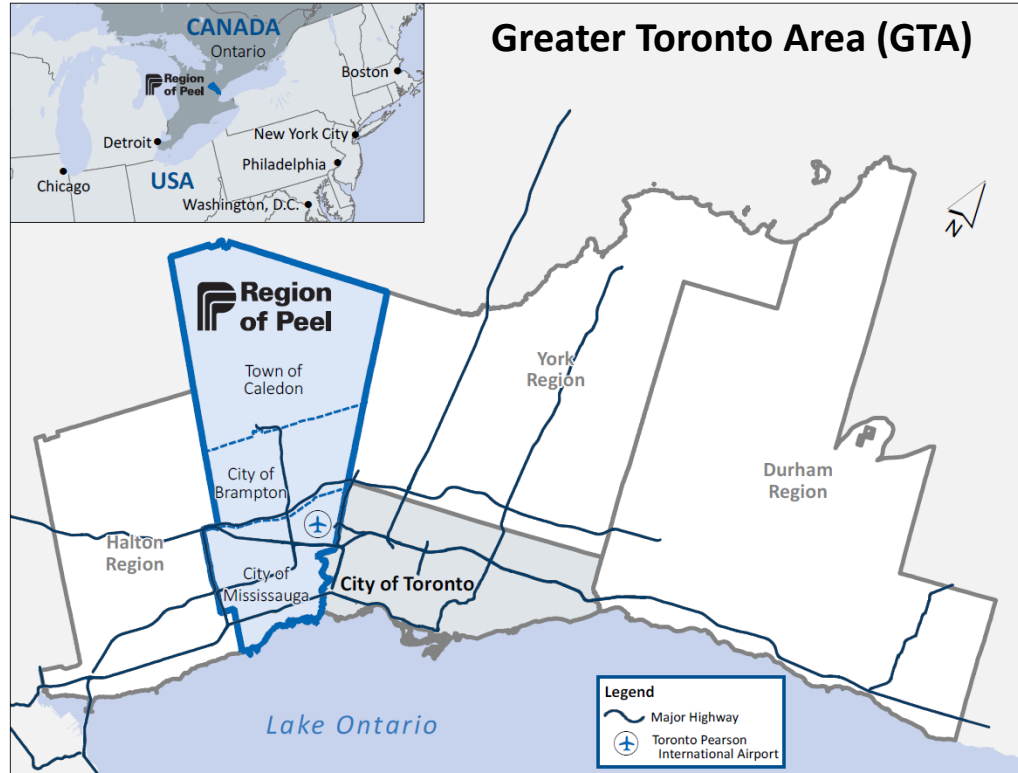 Greater Toronto Area (GTA)
CANADA
Ontario
Region
of Peel
Boston
New York City
Detroit
Philadelphia
Chicago
USA
Washington, D.C.
N
Region
of Peel
Town of
Caledon
York
Region
City of
Brampton
Durham
Region
Halton
Region
City of
Mississauga
City of Toronto
Lake Ontario
Legend
Major Highway
Toronto Pearson
International Airport